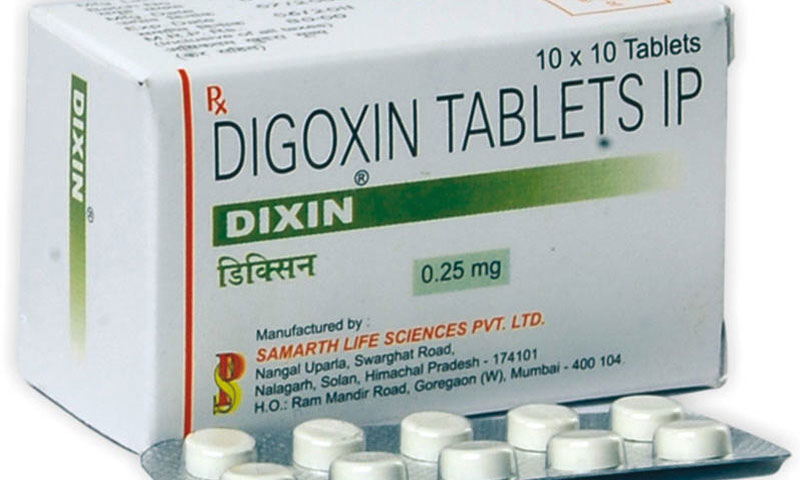 10 x 10 Tablets
Rx
DIGOXIN TABLETS IP
DIXIN®
डिक्सिन
0.25 mg
Manufactured by :
SAMARTH LIFE SCIENCES PVT. LTD.
Nangal Uparla, Swarghat Road,
Nalagarh, Solan, Himachal Pradesh - 174101
H.O.: Ram Mandir Road, Goregaon (W), Mumbai - 400 104.
DIXIN®